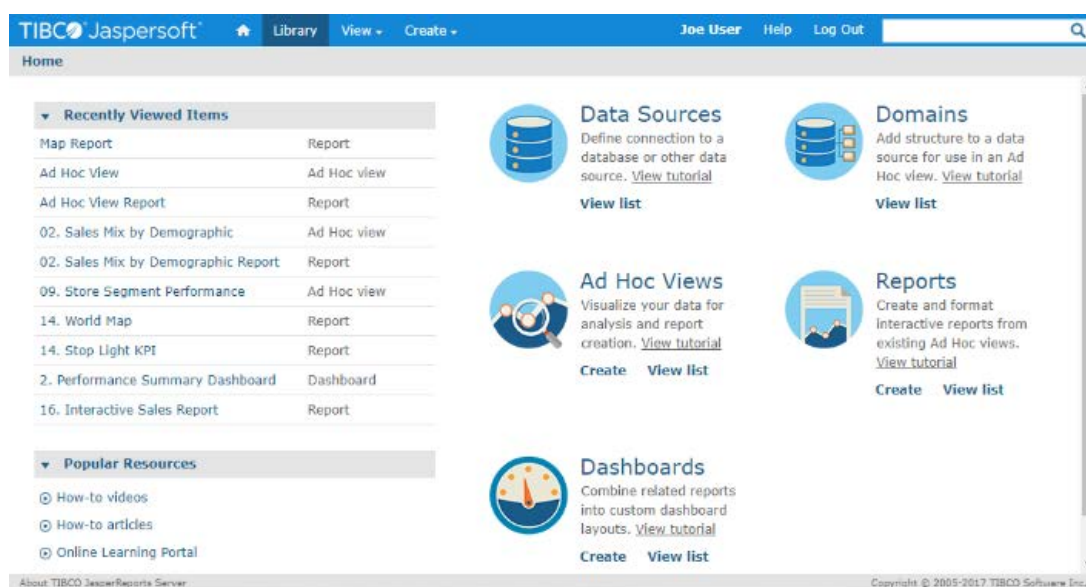 TIBCO Jaspersoft Library View Create Joe User Help Log Out
Home
Recently Viewed Items
Map Report Report
Ad Hoc View Ad Hoc view
Ad Hoc View Report Report
02. Sales Mix by Demographic Ad Hoc view
02. Sales Mix by Demographic Report Report
09. Store Segment Performance Ad Hoc view
14. World Map Report
14. Stop Light KPI Report
2. Performance Summary Dashboard Dashboard
16. Interactive Sales Report Report
Popular Resources
How-to videos
How-to articles
Online Learning Portal
Data Sources
Define connection to a
database or other data
source. View tutorial
View list
Domains
Add structure to a data
source for use in an Ad
Hoc view. View tutorial
View list
Ad Hoc Views
Visualize your data for
analysis and report
creation. View tutorial
Create View list
Reports
Create and format
interactive reports from
existing Ad Hoc views.
View tutorial
Create View list
Dashboards
Combine related reports
into custom dashboard
layouts. View tutorial
Create View list
About TIBCO JasperReports Server
Copyright © 2005-2017 TIBCO Software Inc.